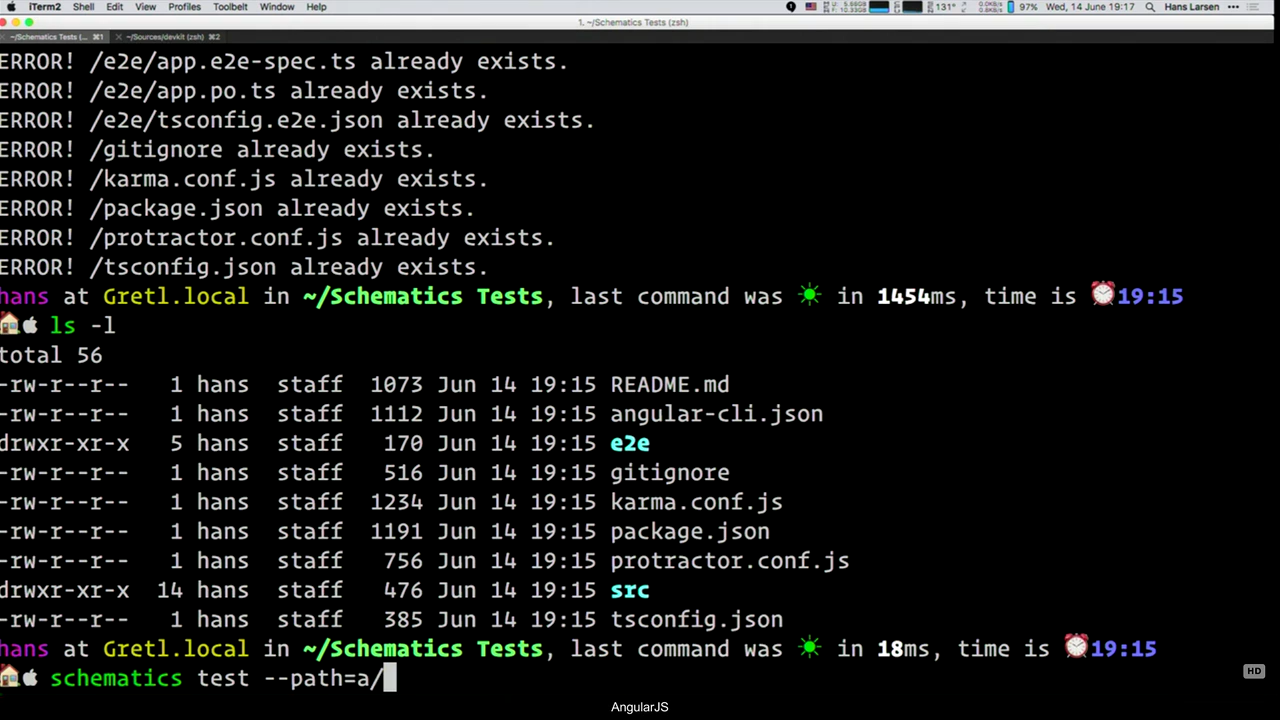 iTerm2 Shell Edit View Profiles Toolbelt Window Help 131° 97% Wed, 14 June 19:17 Hans Larsen
1. ~/Schematics Tests (zsh)
~/Schematics Tests (... ⌘1 × ~/Sources/devkit (zsh) ⌘2
ERROR! /e2e/app.e2e-spec.ts already exists.
ERROR! /e2e/app.po.ts already exists.
ERROR! /e2e/tsconfig.e2e.json already exists.
ERROR! /gitignore already exists.
ERROR! /karma.conf.js already exists.
ERROR! /package.json already exists.
ERROR! /protractor.conf.js already exists.
ERROR! /tsconfig.json already exists.
hans at Gretl.local in ~/Schematics Tests, last command was ☀ in 1454ms, time is ⏰19:15
ls -l
total 56
-rw-r--r-- 1 hans staff 1073 Jun 14 19:15 README.md
-rw-r--r-- 1 hans staff 1112 Jun 14 19:15 angular-cli.json
drwxr-xr-x 5 hans staff 170 Jun 14 19:15 e2e
-rw-r--r-- 1 hans staff 516 Jun 14 19:15 gitignore
-rw-r--r-- 1 hans staff 1234 Jun 14 19:15 karma.conf.js
-rw-r--r-- 1 hans staff 1191 Jun 14 19:15 package.json
-rw-r--r-- 1 hans staff 756 Jun 14 19:15 protractor.conf.js
drwxr-xr-x 14 hans staff 476 Jun 14 19:15 src
-rw-r--r-- 1 hans staff 385 Jun 14 19:15 tsconfig.json
hans at Gretl.local in ~/Schematics Tests, last command was ☀ in 18ms, time is ⏰19:15
schematics test --path=a/
HD
AngularJS